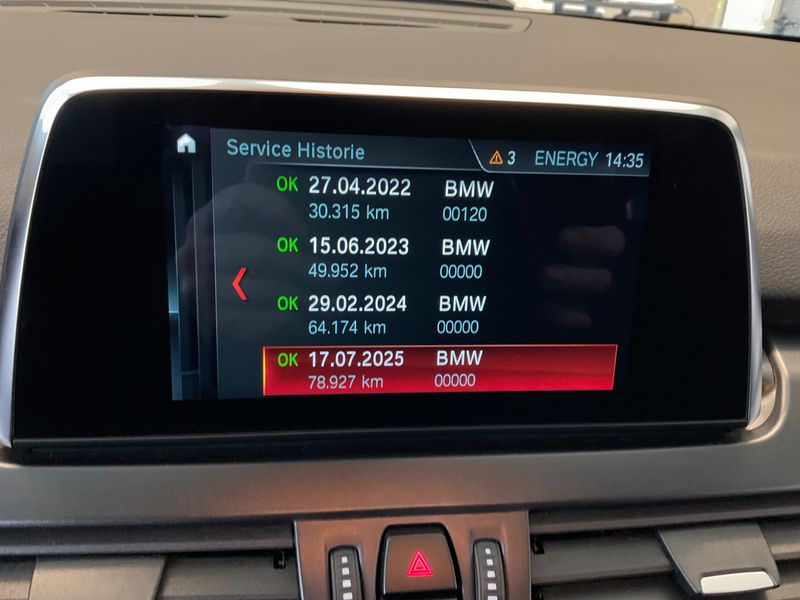 Service Historie
3 ENERGY 14:35
OK 27.04.2022 BMW
30.315 km 00120
OK 15.06.2023 BMW
49.952 km 00000
OK 29.02.2024 BMW
64.174 km 00000
OK 17.07.2025 BMW
78.927 km 00000